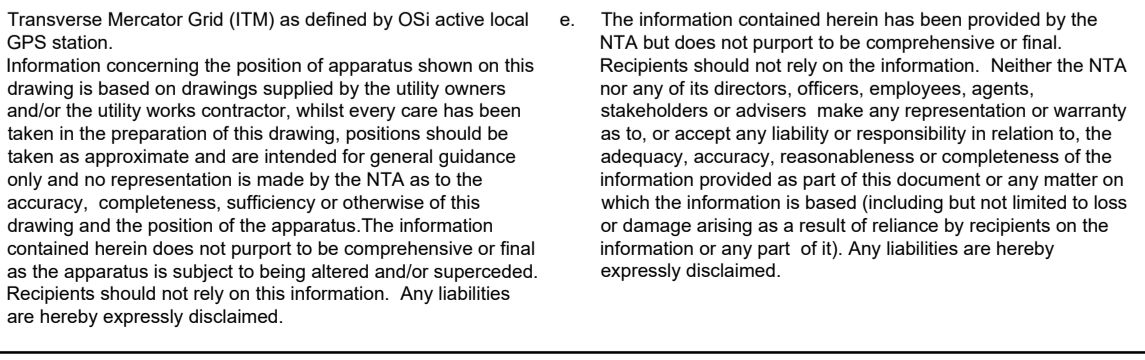 Transverse Mercator Grid (ITM) as defined by OSi active local
GPS station.
Information concerning the position of apparatus shown on this
drawing is based on drawings supplied by the utility owners
and/or the utility works contractor, whilst every care has been
taken in the preparation of this drawing, positions should be
taken as approximate and are intended for general guidance
only and no representation is made by the NTA as to the
accuracy,  completeness, sufficiency or otherwise of this
drawing and the position of the apparatus.The information
contained herein does not purport to be comprehensive or final
as the apparatus is subject to being altered and/or superceded.
Recipients should not rely on this information.  Any liabilities
are hereby expressly disclaimed.
e. The information contained herein has been provided by the
NTA but does not purport to be comprehensive or final.
Recipients should not rely on the information.  Neither the NTA
nor any of its directors, officers, employees, agents,
stakeholders or advisers  make any representation or warranty
as to, or accept any liability or responsibility in relation to, the
adequacy, accuracy, reasonableness or completeness of the
information provided as part of this document or any matter on
which the information is based (including but not limited to loss
or damage arising as a result of reliance by recipients on the
information or any part  of it). Any liabilities are hereby
expressly disclaimed.